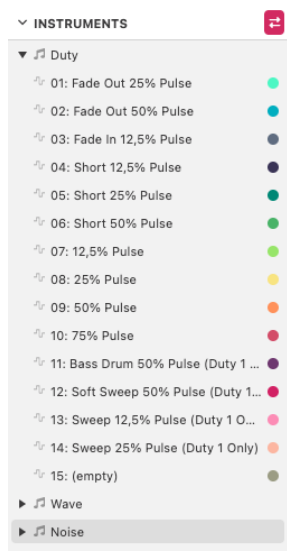 INSTRUMENTS
Duty
01: Fade Out 25% Pulse
02: Fade Out 50% Pulse
03: Fade In 12,5% Pulse
04: Short 12,5% Pulse
05: Short 25% Pulse
06: Short 50% Pulse
07: 12,5% Pulse
08: 25% Pulse
09: 50% Pulse
10: 75% Pulse
11: Bass Drum 50% Pulse (Duty 1 ...
12: Soft Sweep 50% Pulse (Duty 1...
13: Sweep 12,5% Pulse (Duty 1 O...
14: Sweep 25% Pulse (Duty 1 Only)
15: (empty)
Wave
Noise